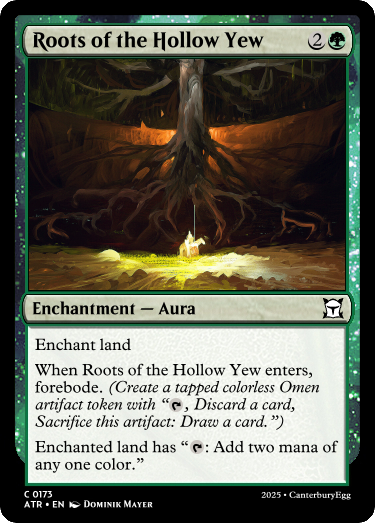 Roots of the Hollow Yew 2
Enchantment — Aura
Enchant land
When Roots of the Hollow Yew enters,
forebode. (Create a tapped colorless Omen
artifact token with “, Discard a card,
Sacrifice this artifact: Draw a card.”)
Enchanted land has “: Add two mana of
any one color.”
C 0173
ATR • EN Dominik Mayer
2025 • CanterburyEgg